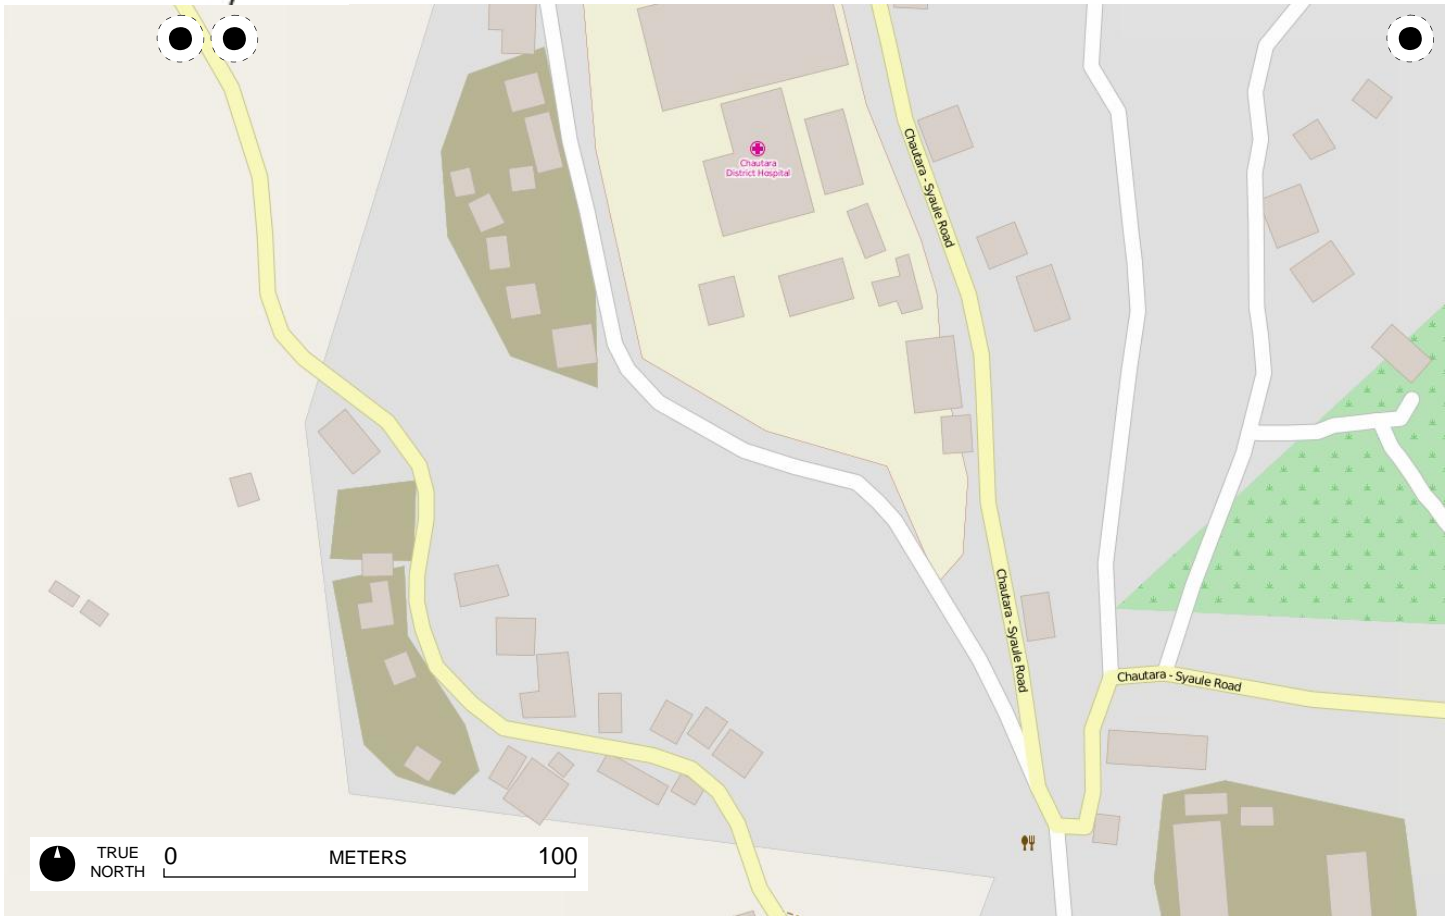 Chautara
District Hospital
Chautara - Syaule Road
Chautara - Syaule Road
Chautara - Syaule Road
TRUE
NORTH
0 METERS 100